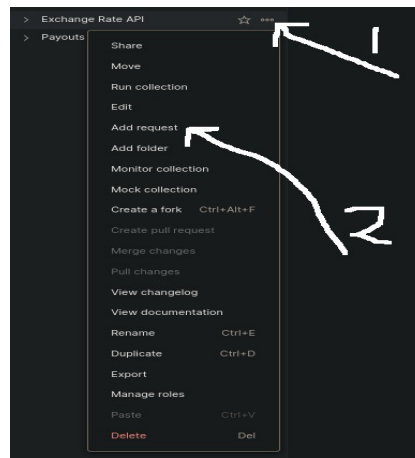 Exchange Rate API
1
Payouts
Share
Move
Run collection
Edit
Add request
Add folder
Monitor collection
Mock collection
Create a fork Ctrl+Alt+F
2
Create pull request
Merge changes
Pull changes
View changelog
View documentation
Rename Ctrl+E
Duplicate Ctrl+D
Export
Manage roles
Paste Ctrl+V
Delete Del